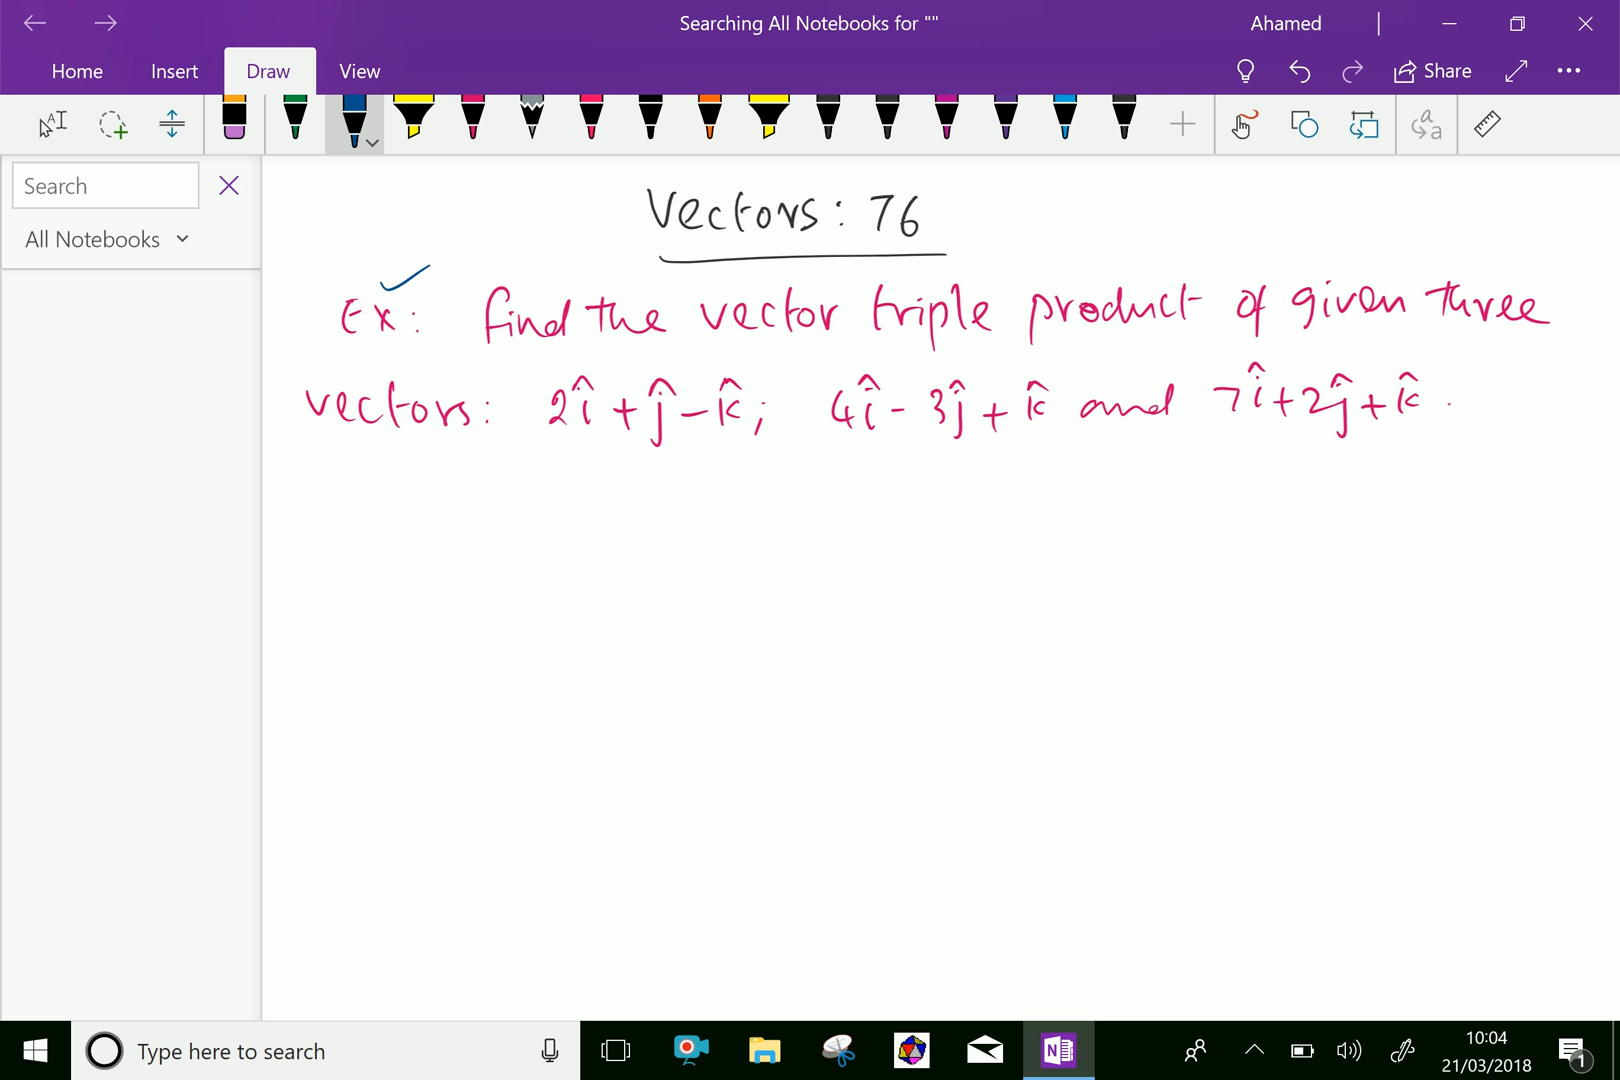 Searching All Notebooks for ""
Ahamed
Home Insert Draw View
Share
Search
All Notebooks
Vectors: 76
Ex: find the vector triple product of given three
vectors: 2î + ĵ - k̂; 4î - 3ĵ + k̂ and 7î + 2ĵ + k̂.
Type here to search
10:04
21/03/2018
1